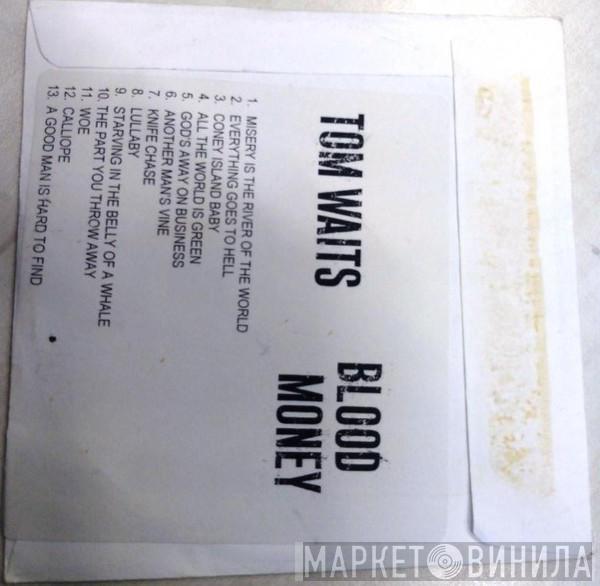 TOM WAITS
BLOOD
MONEY
1. MISERY IS THE RIVER OF THE WORLD
2. EVERYTHING GOES TO HELL
3. CONEY ISLAND BABY
4. ALL THE WORLD IS GREEN
5. GOD'S AWAY ON BUSINESS
6. ANOTHER MAN'S VINE
7. KNIFE CHASE
8. LULLABY
9. STARVING IN THE BELLY OF A WHALE
10. THE PART YOU THROW AWAY
11. WOE
12. CALLIOPE
13. A GOOD MAN IS HARD TO FIND
МАРКЕТ ВИНИЛА